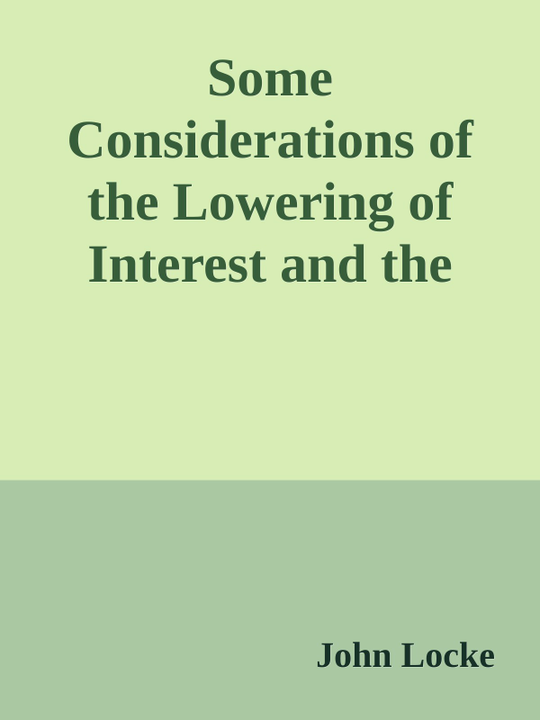 Some
Considerations of
the Lowering of
Interest and the
John Locke